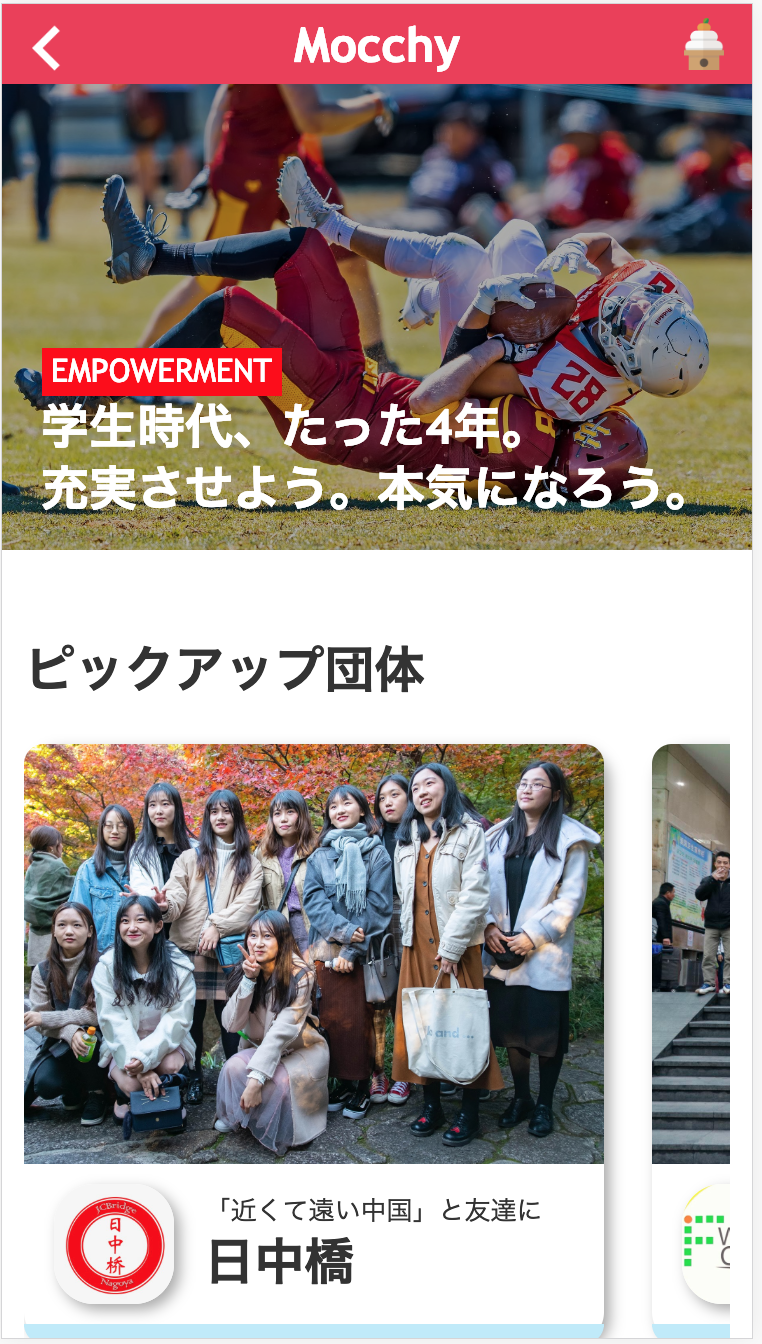 Mocchy
EMPOWERMENT
学生時代、たった4年。
充実させよう。本気になろう。
28
ピックアップ団体
「近くて遠い中国」と友達に
日中橋
JCBridge
日
中
桥
Nagoya